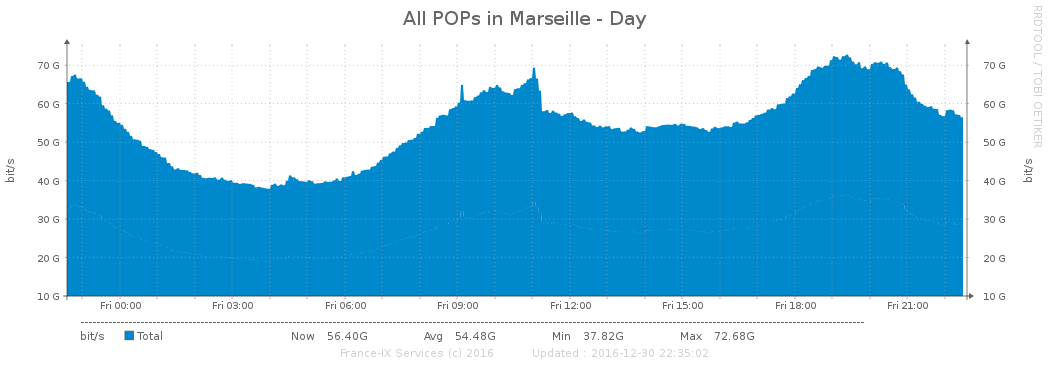 All POPs in Marseille - Day
RRDTOOL / TOBI OETIKER
70 G 70 G
60 G 60 G
50 G 50 G
40 G 40 G
30 G 30 G
20 G 20 G
10 G 10 G
bit/s
bit/s
Fri 00:00 Fri 03:00 Fri 06:00 Fri 09:00 Fri 12:00 Fri 15:00 Fri 18:00 Fri 21:00
bit/s Total Now 56.40G Avg 54.48G Min 37.82G Max 72.68G
France-IX Services (c) 2016 Updated : 2016-12-30 22:35:02